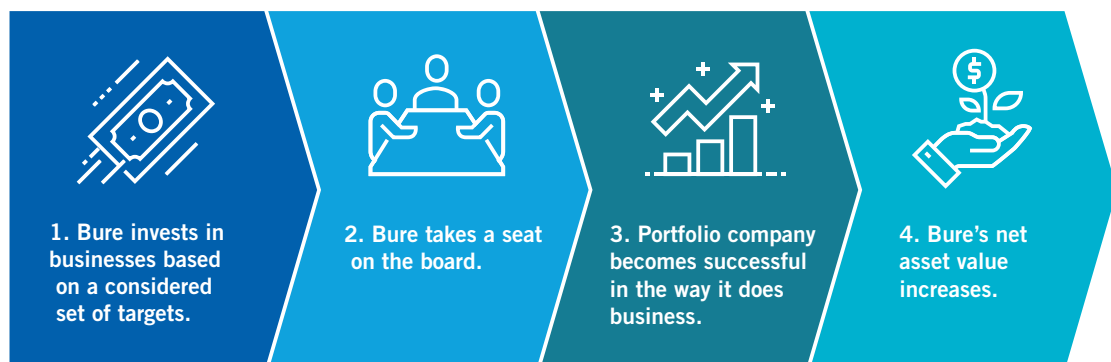 1. Bure invests in
businesses based
on a considered
set of targets.
2. Bure takes a seat
on the board.
3. Portfolio company
becomes successful
in the way it does
business.
$
4. Bure’s net
asset value
increases.